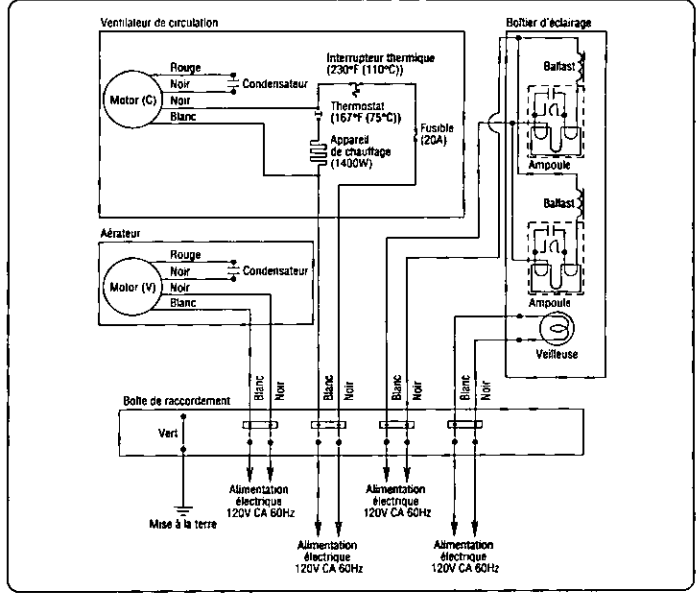 Ventilateur de circulation
Boîtier d'éclairage
Rouge
Noir
Condensateur
Noir
Motor (C)
Blanc
Interrupteur thermique
(230°F (110°C))
Thermostat
(167°F (75°C))
Fusible
(20A)
Appareil
de chauffage
(1400W)
Ballast
Ampoule
Ballast
Ampoule
Veilleuse
Aérateur
Rouge
Noir
Condensateur
Motor (V)
Noir
Blanc
Blanc
Noir
Blanc
Noir
Blanc
Noir
Blanc
Noir
Boîte de raccordement
Vert
Mise à la terre
Alimentation
électrique
120V CA 60Hz
Alimentation
électrique
120V CA 60Hz
Alimentation
électrique
120V CA 60Hz
Alimentation
électrique
120V CA 60Hz